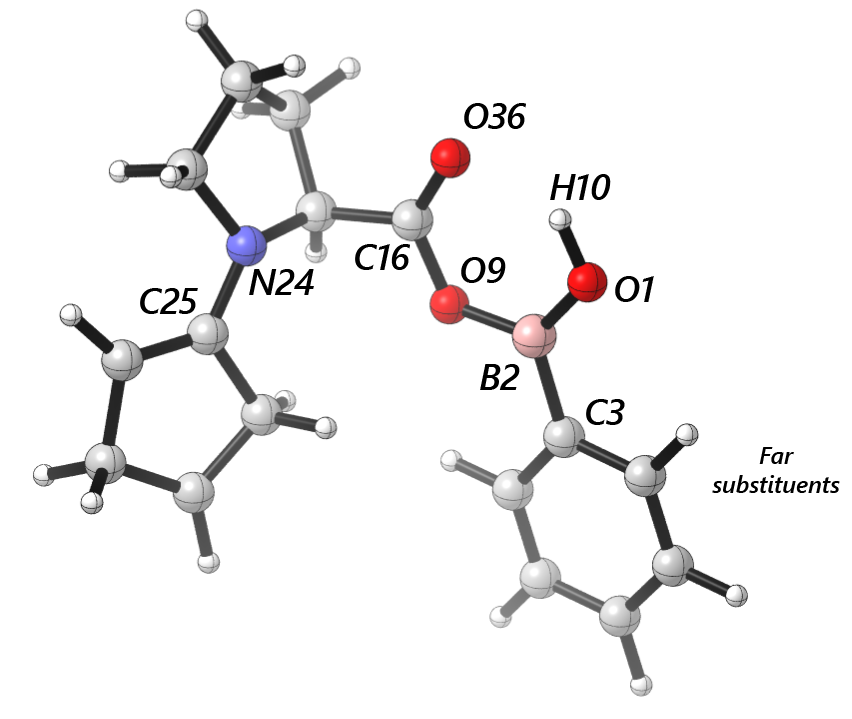 O36
H10
C16
O9
O1
N24
C25
B2
C3
Far
substituents